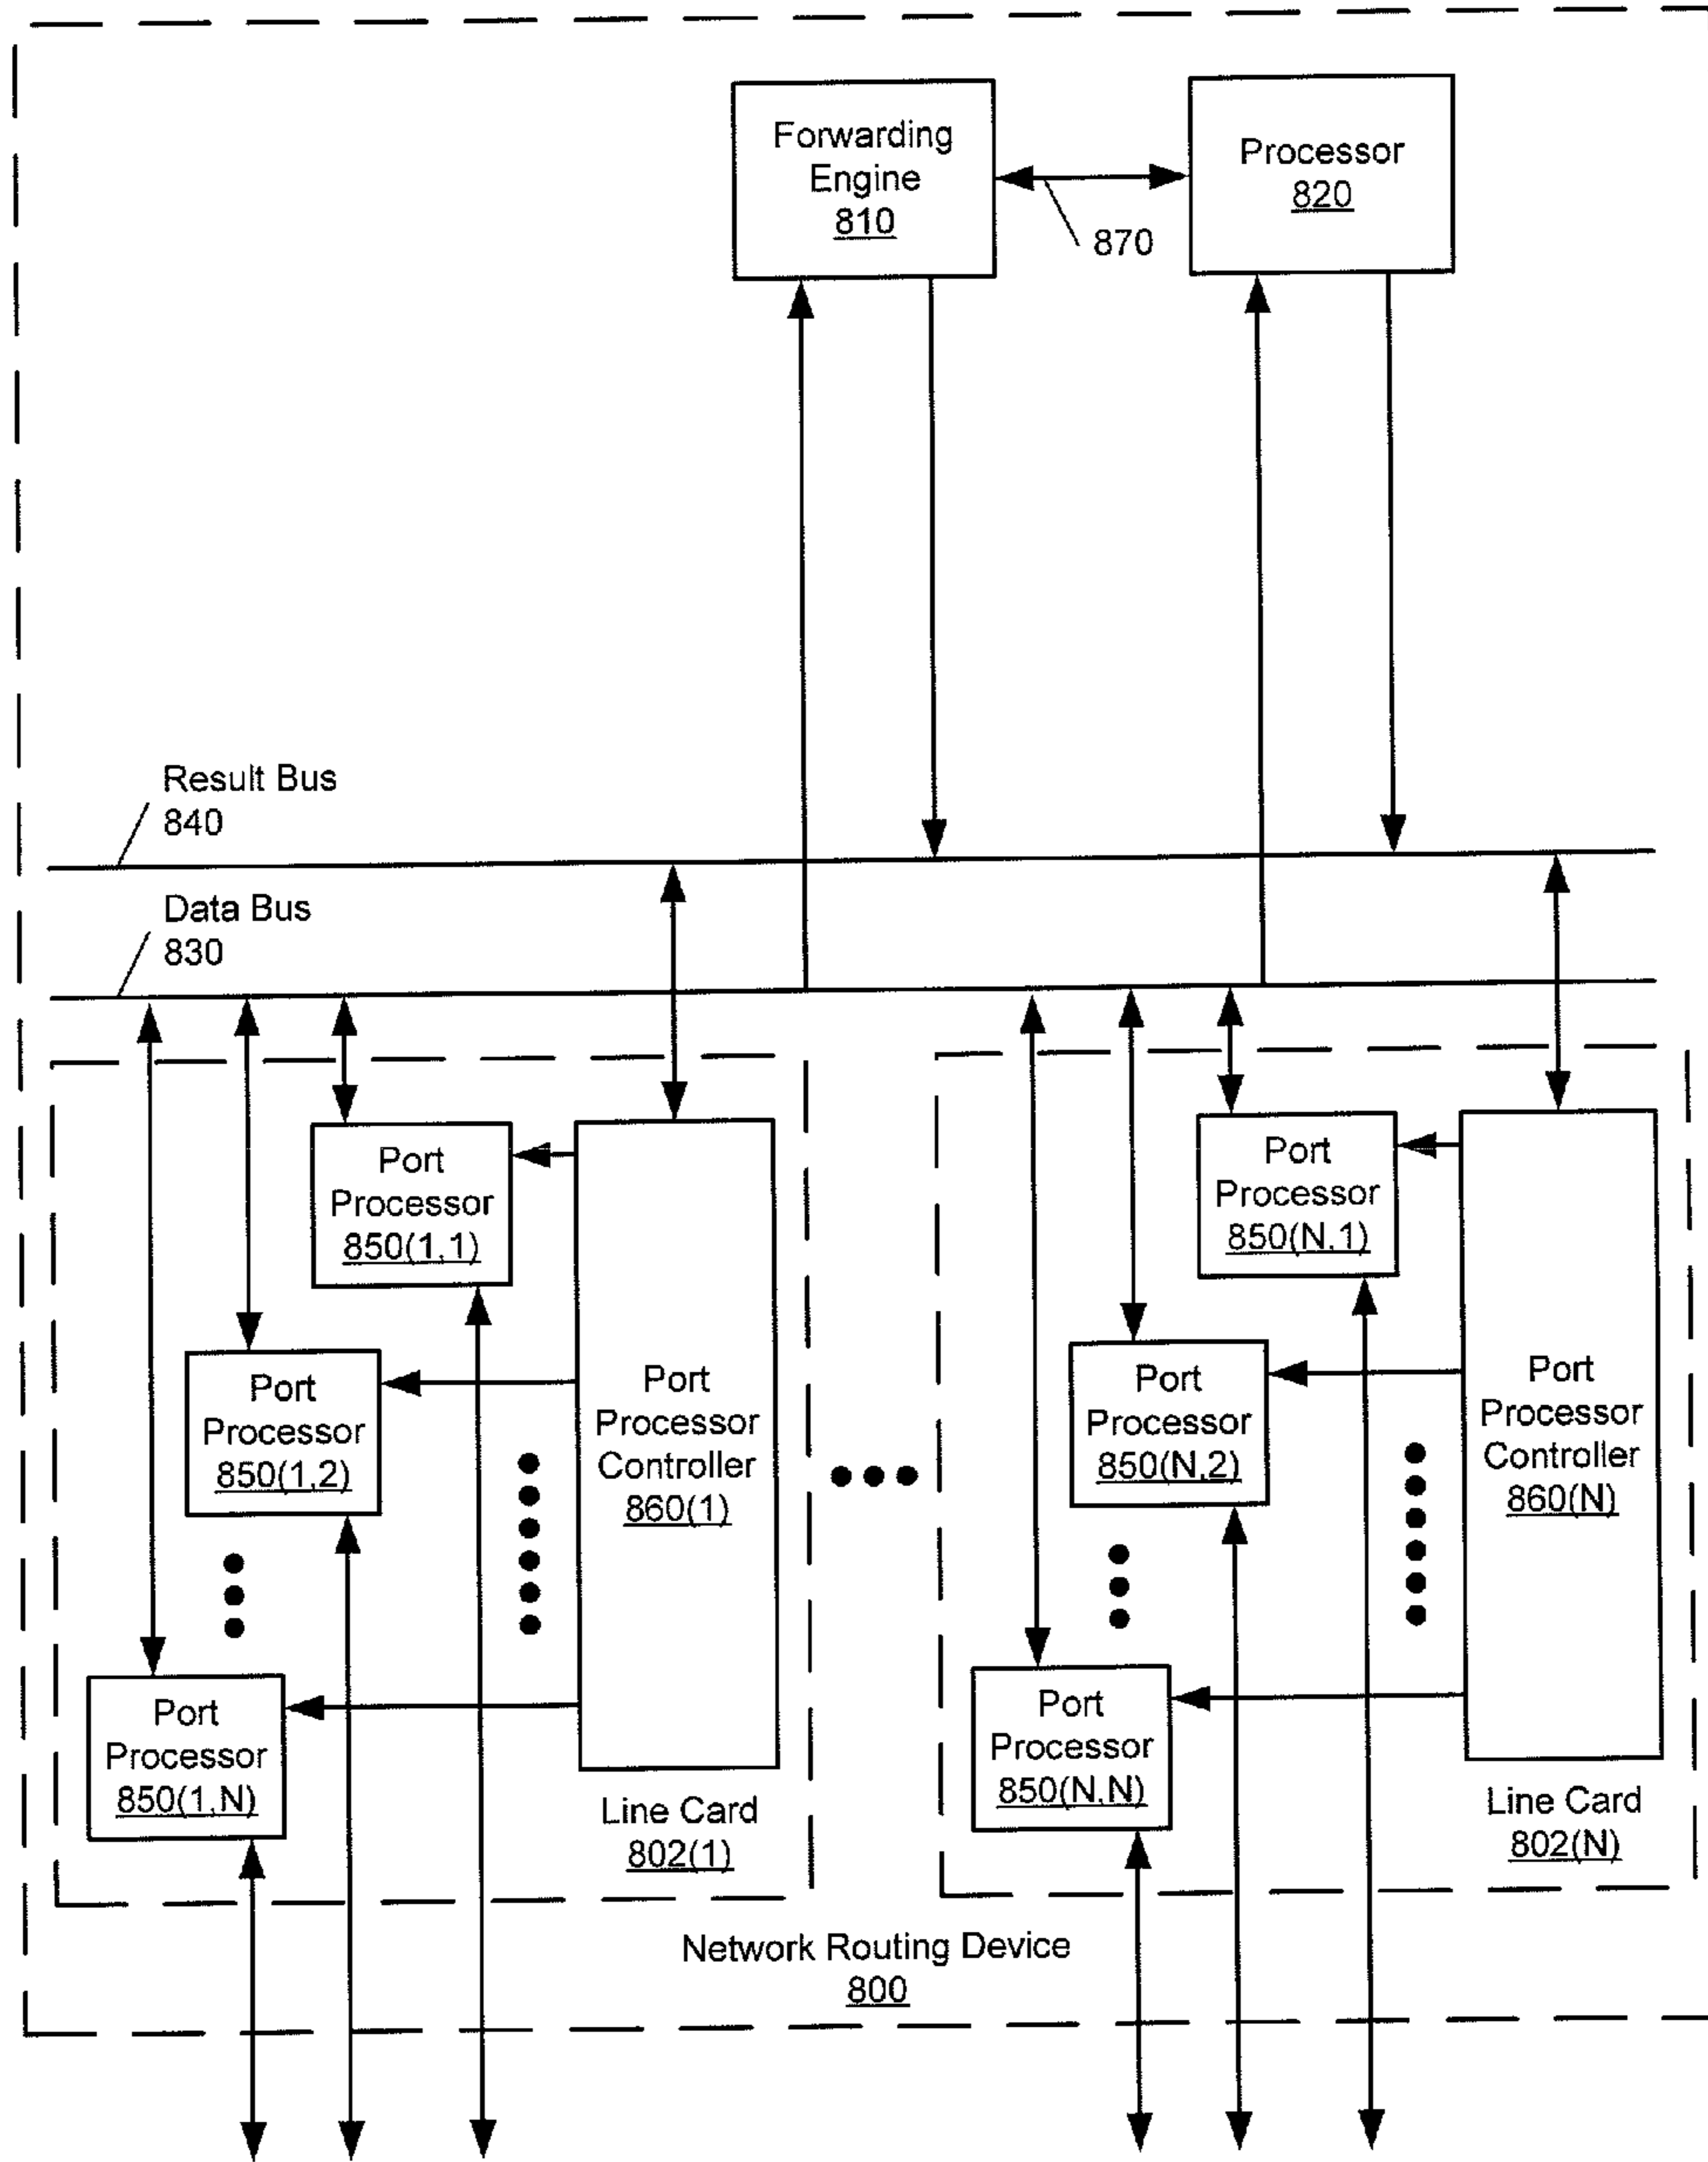 Forwarding
Engine
810
Processor
820
870
Result Bus
840
Data Bus
830
Port
Processor
850(1,1)
Port
Processor
850(1,2)
Port
Processor
850(1,N)
Port
Processor
Controller
860(1)
Line Card
802(1)
Port
Processor
850(N,1)
Port
Processor
850(N,2)
Port
Processor
850(N,N)
Port
Processor
Controller
860(N)
Line Card
802(N)
Network Routing Device
800